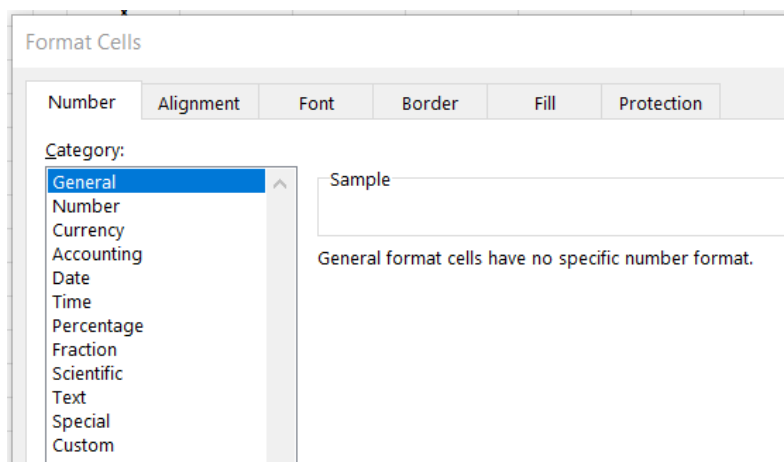 Format Cells
Number Alignment Font Border Fill Protection
Category:
General
Number
Currency
Accounting
Date
Time
Percentage
Fraction
Scientific
Text
Special
Custom
Sample
General format cells have no specific number format.